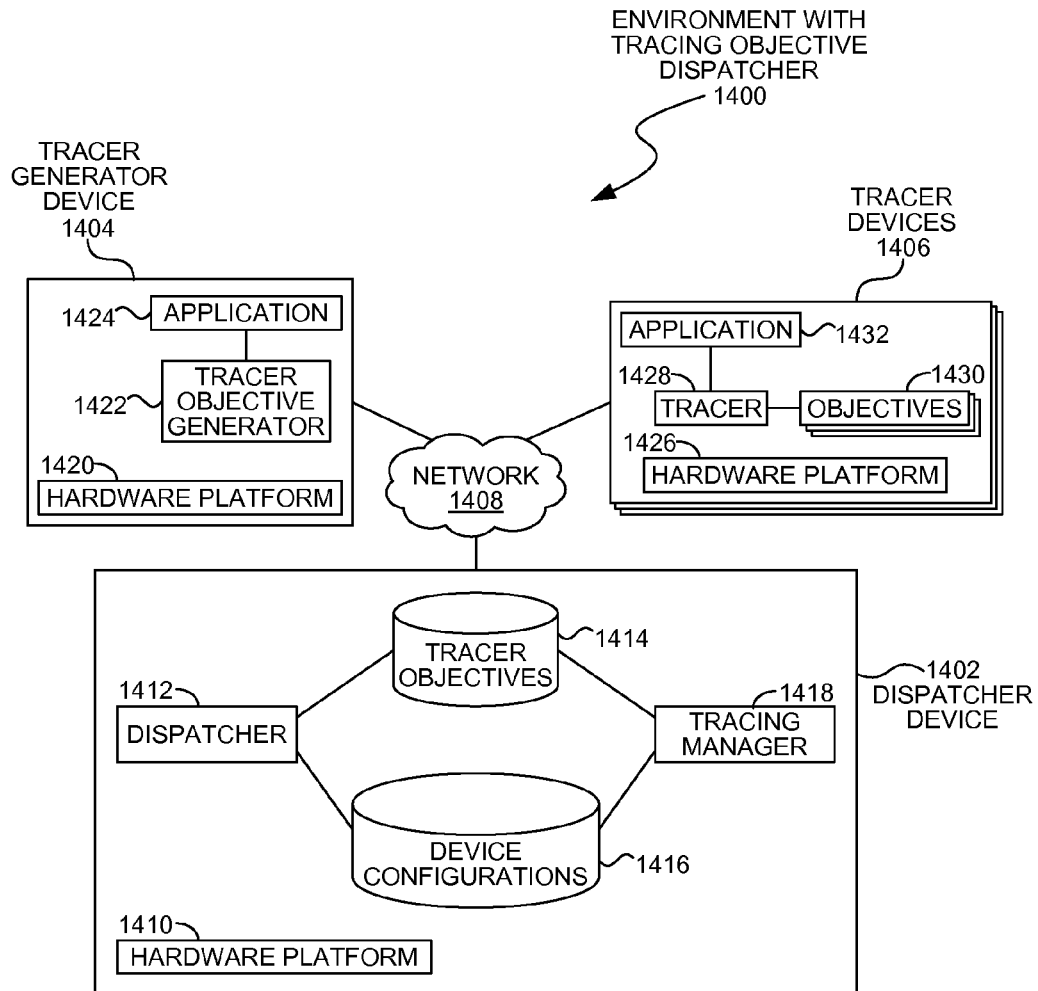 ENVIRONMENT WITH
TRACING OBJECTIVE
DISPATCHER
1400
TRACER
GENERATOR
DEVICE
1404
TRACER
DEVICES
1406
1424
APPLICATION
1422
TRACER
OBJECTIVE
GENERATOR
1420
HARDWARE PLATFORM
APPLICATION
1432
1428
1430
TRACER
OBJECTIVES
1426
HARDWARE PLATFORM
NETWORK
1408
TRACER
OBJECTIVES
1414
1412
DISPATCHER
1418
TRACING
MANAGER
1402
DISPATCHER
DEVICE
DEVICE
CONFIGURATIONS
1416
1410
HARDWARE PLATFORM